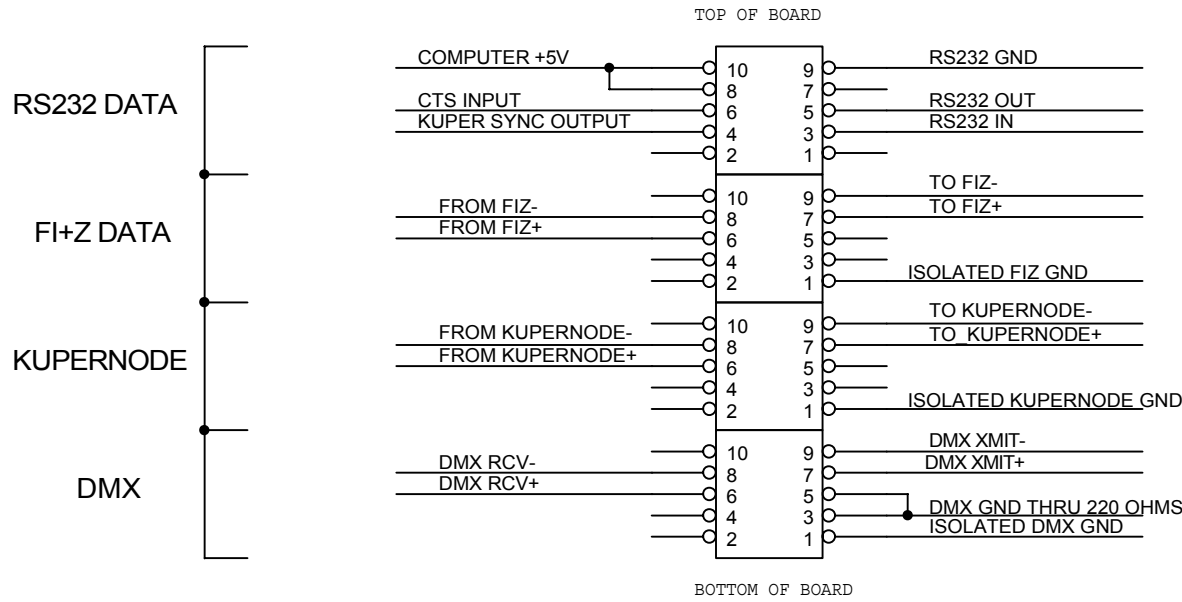 TOP OF BOARD
RS232 DATA
COMPUTER +5V
10 9
RS232 GND
8 7
CTS INPUT
6 5
RS232 OUT
KUPER SYNC OUTPUT
4 3
RS232 IN
2 1
FI+Z DATA
10 9
TO FIZ-
FROM FIZ-
8 7
TO FIZ+
FROM FIZ+
6 5
4 3
2 1
ISOLATED FIZ GND
KUPERNODE
10 9
TO KUPERNODE-
FROM KUPERNODE-
8 7
TO_KUPERNODE+
FROM KUPERNODE+
6 5
4 3
2 1
ISOLATED KUPERNODE GND
DMX
10 9
DMX XMIT-
DMX RCV-
8 7
DMX XMIT+
DMX RCV+
6 5
4 3
DMX GND THRU 220 OHMS
2 1
ISOLATED DMX GND
BOTTOM OF BOARD